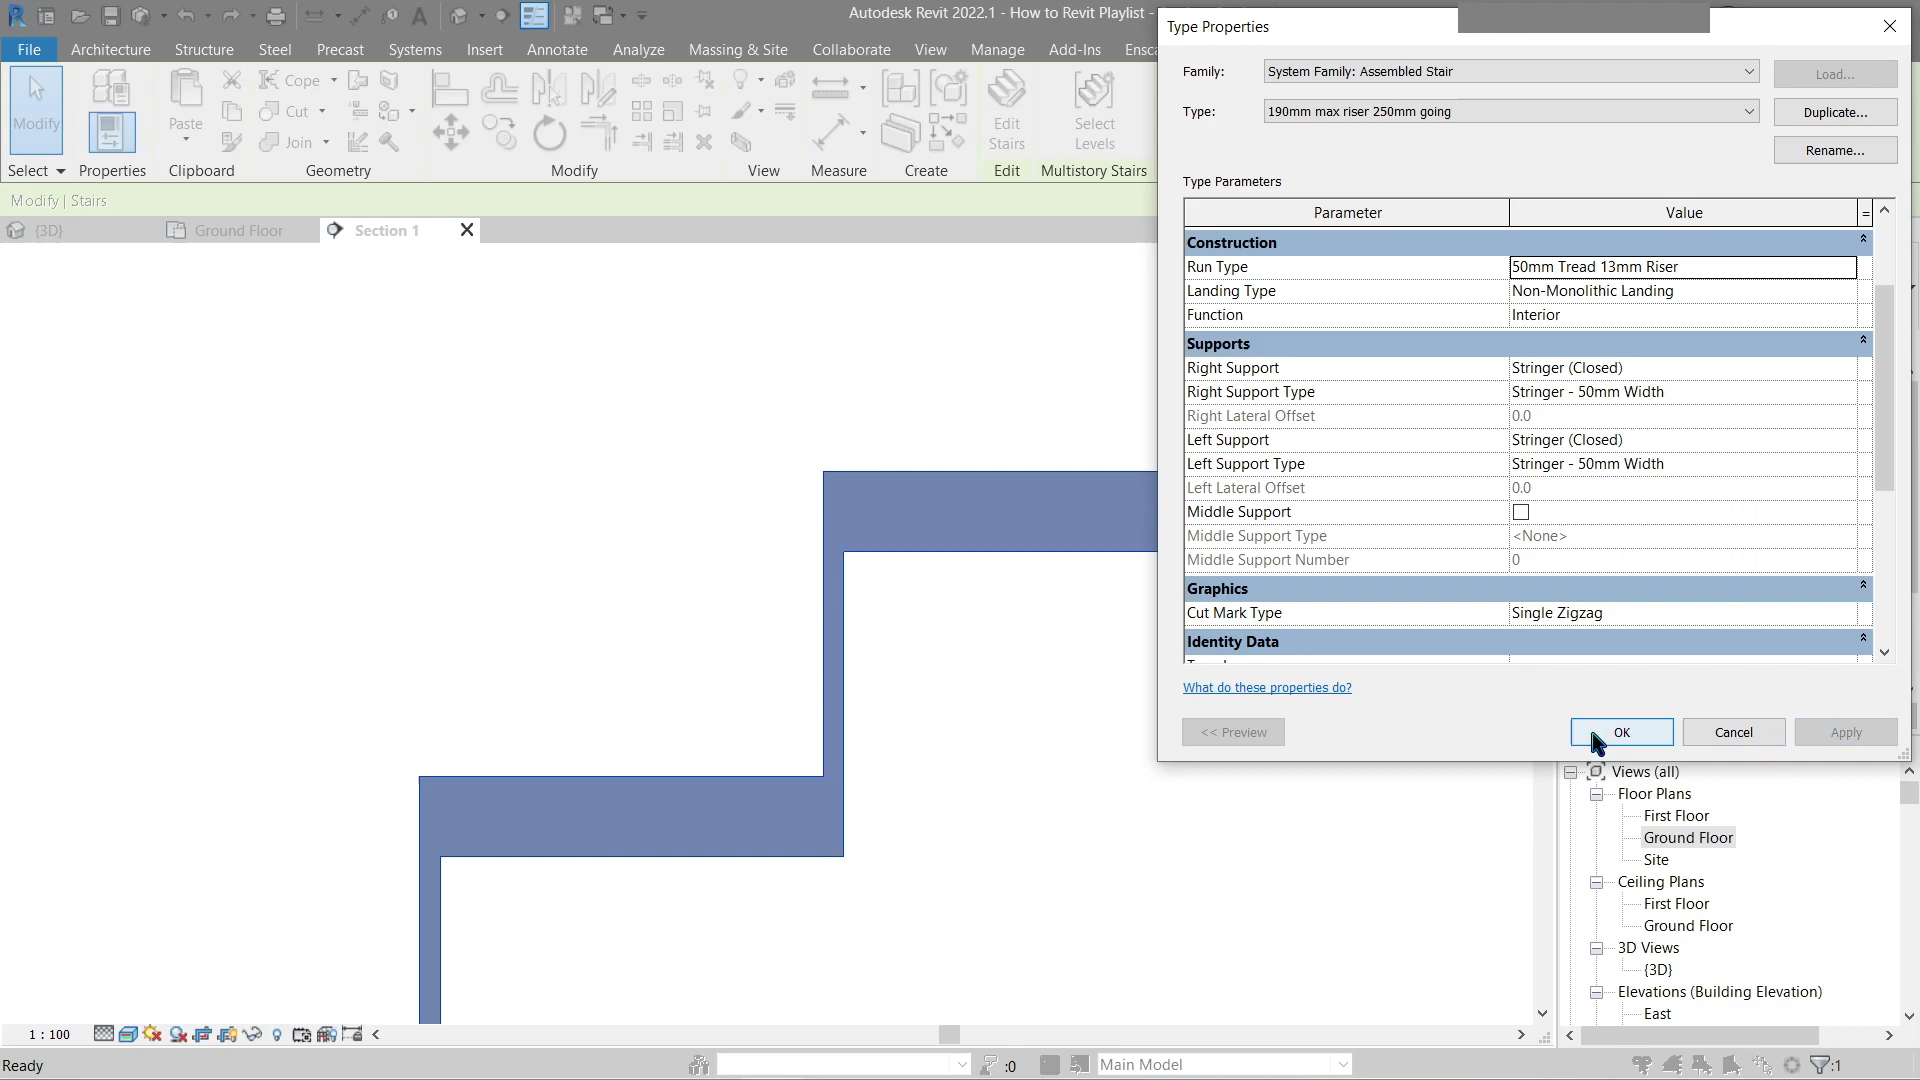 Autodesk Revit 2022.1 - How to Revit Playlist -
File Architecture Structure Steel Precast Systems Insert Annotate Analyze Massing & Site Collaborate View Manage Add-Ins
Modify
Paste
Cope
Cut
Join
Edit
Stairs
Select
Levels
Select Properties Clipboard Geometry Modify View Measure Create Edit Multistory Stairs
Modify | Stairs
{3D} Ground Floor Section 1
Type Properties
Family: System Family: Assembled Stair Load...
Type: 190mm max riser 250mm going Duplicate...
Rename...
Type Parameters
Parameter Value =
Construction
Run Type 50mm Tread 13mm Riser
Landing Type Non-Monolithic Landing
Function Interior
Supports
Right Support Stringer (Closed)
Right Support Type Stringer - 50mm Width
Right Lateral Offset 0.0
Left Support Stringer (Closed)
Left Support Type Stringer - 50mm Width
Left Lateral Offset 0.0
Middle Support
Middle Support Type <None>
Middle Support Number 0
Graphics
Cut Mark Type Single Zigzag
Identity Data
What do these properties do?
<< Preview OK Cancel Apply
Views (all)
Floor Plans
First Floor
Ground Floor
Site
Ceiling Plans
First Floor
Ground Floor
3D Views
{3D}
Elevations (Building Elevation)
East
1 : 100
Ready :0 Main Model :1